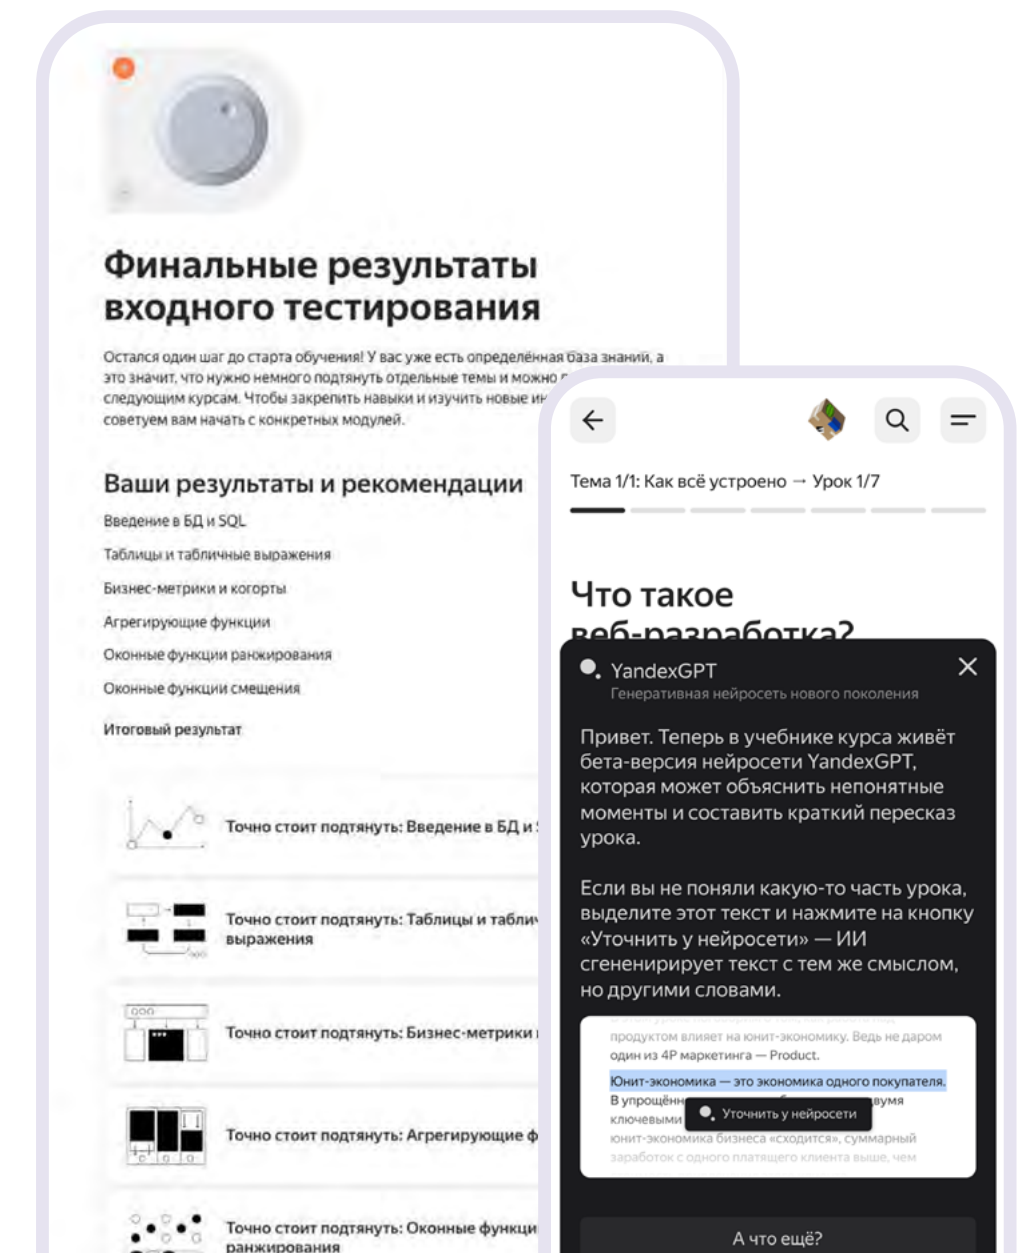 Финальные результаты
входного тестирования
Остался один шаг до старта обучения! У вас уже есть определённая база знаний, а
это значит, что нужно немного подтянуть отдельные темы и можно
следующим курсам. Чтобы закрепить навыки и изучить новые
советуем вам начать с конкретных модулей.
Ваши результаты и рекомендации
Введение в БД и SQL
Таблицы и табличные выражения
Бизнес-метрики и когорты
Агрегирующие функции
Оконные функции ранжирования
Оконные функции смещения
Итоговый результат
Точно стоит подтянуть: Введение в БД и
Точно стоит подтянуть: Таблицы и
выражения
Точно стоит подтянуть: Бизнес-метрики
Точно стоит подтянуть: Агрегирующие
Точно стоит подтянуть: Оконные
ранжирования
Тема 1/1: Как всё устроено → Урок 1/7
Что такое
веб-разработка?
YandexGPT
Генеративная нейросеть нового поколения
Привет. Теперь в учебнике курса живёт
бета-версия нейросети YandexGPT,
которая может объяснить непонятные
моменты и составить краткий пересказ
урока.
Если вы не поняли какую-то часть урока,
выделите этот текст и нажмите на кнопку
«Уточнить у нейросети» — ИИ
сгененирирует текст с тем же смыслом,
но другими словами.
продуктом влияет на юнит-экономику. Ведь не даром
один из 4P маркетинга — Product.
Юнит-экономика — это экономика одного покупателя.
В
Уточнить у нейросети
ключевыми
юнит-экономика бизнеса «сходится», суммарный
заработок с одного платящего клиента выше, чем
А что ещё?